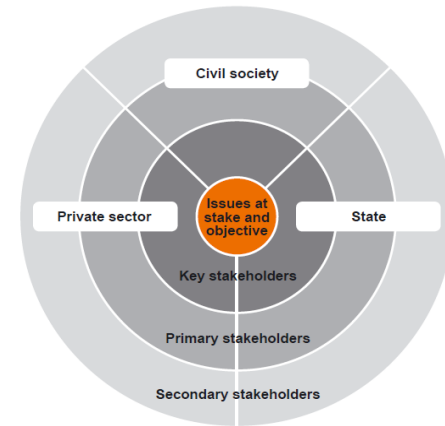 Civil society
Private sector
Issues at
stake and
objective
State
Key stakeholders
Primary stakeholders
Secondary stakeholders